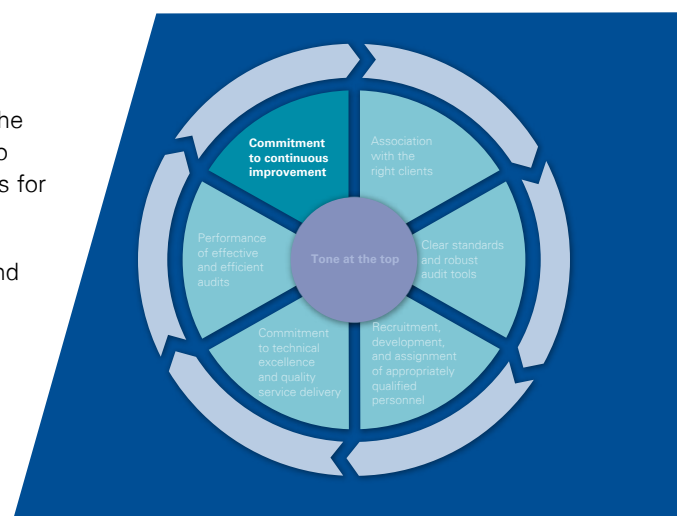 he
o
s for
nd
Commitment
to continuous
improvement
Association
with the
right clients
Clear standards
and robust
audit tools
Recruitment,
development,
and assignment
of appropriately
qualified
personnel
Commitment
to technical
excellence
and quality
service delivery
Performance
of effective
and efficient
audits
Tone at the top